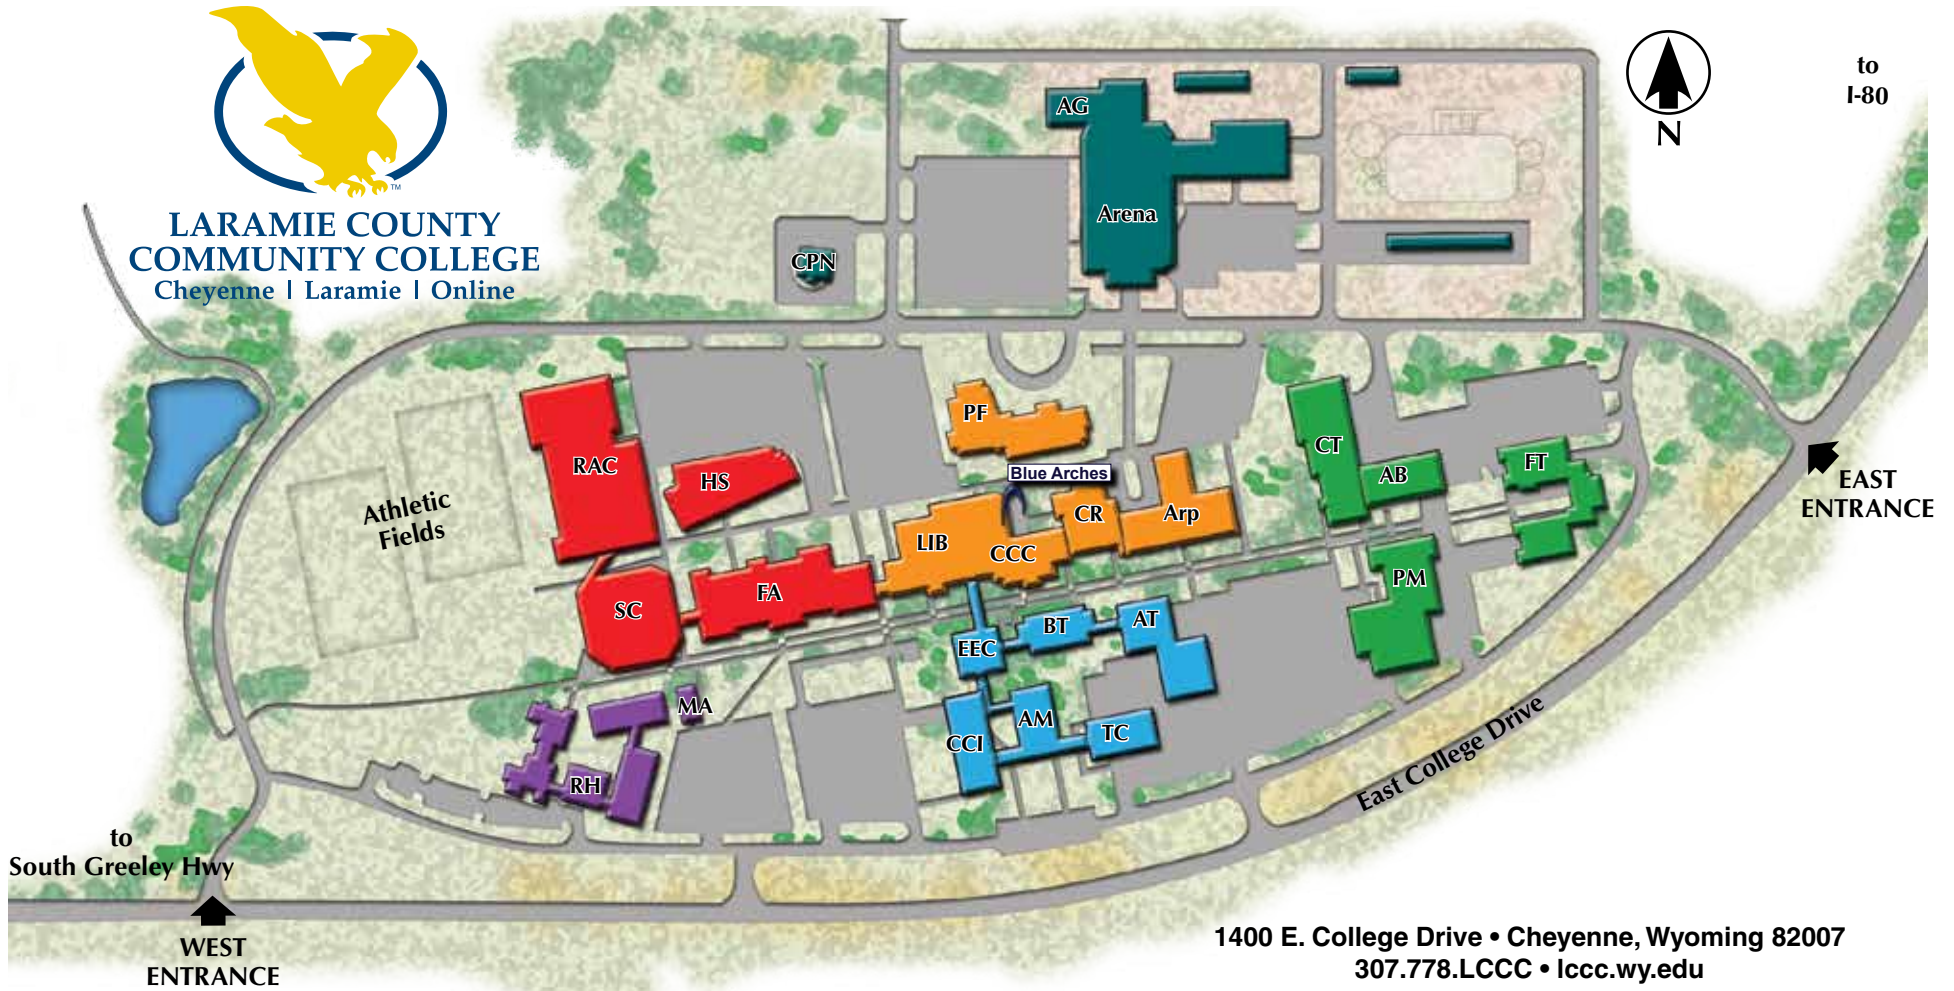 LARAMIE COUNTY
COMMUNITY COLLEGE
Cheyenne | Laramie | Online
TM
N
to
I-80
AG
Arena
CPN
PF
Blue Arches
RAC
HS
Athletic
Fields
LIB
CCC
CR
Arp
CT
AB
FT
EAST
ENTRANCE
SC
FA
PM
EEC
BT
AT
MA
RH
CCI
AM
TC
East College Drive
to
South Greeley Hwy
WEST
ENTRANCE
1400 E. College Drive • Cheyenne, Wyoming 82007
307.778.LCCC • lccc.wy.edu